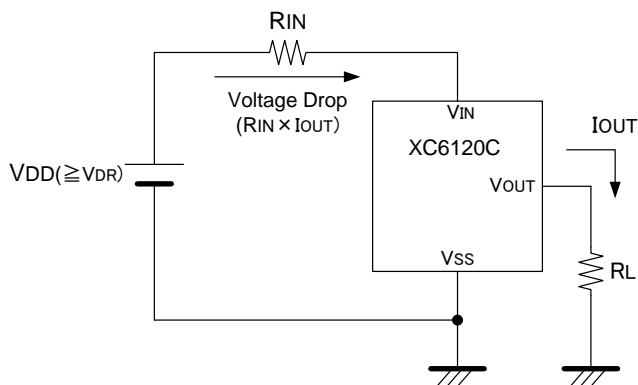 RIN
Voltage Drop
(RIN×IOUT)
VIN
XC6120C
IOUT
VDD(≧VDR)
VOUT
VSS
RL